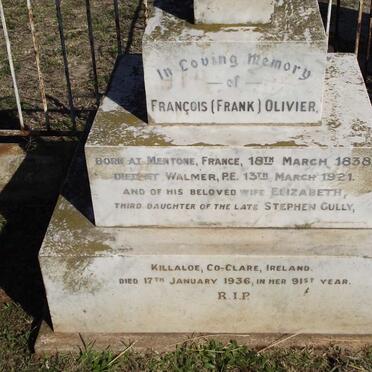 In Loving Memory
of
FRANÇOIS (FRANK) OLIVIER,
BORN AT MENTONE, FRANCE, 18TH MARCH 1838
DIED AT WALMER, P.E. 13TH MARCH 1921.
AND OF HIS BELOVED WIFE ELIZABETH,
THIRD DAUGHTER OF THE LATE STEPHEN CULLY,
KILLALOE, CO-CLARE, IRELAND.
DIED 17TH JANUARY 1936, IN HER 91ST YEAR.
R.I.P.